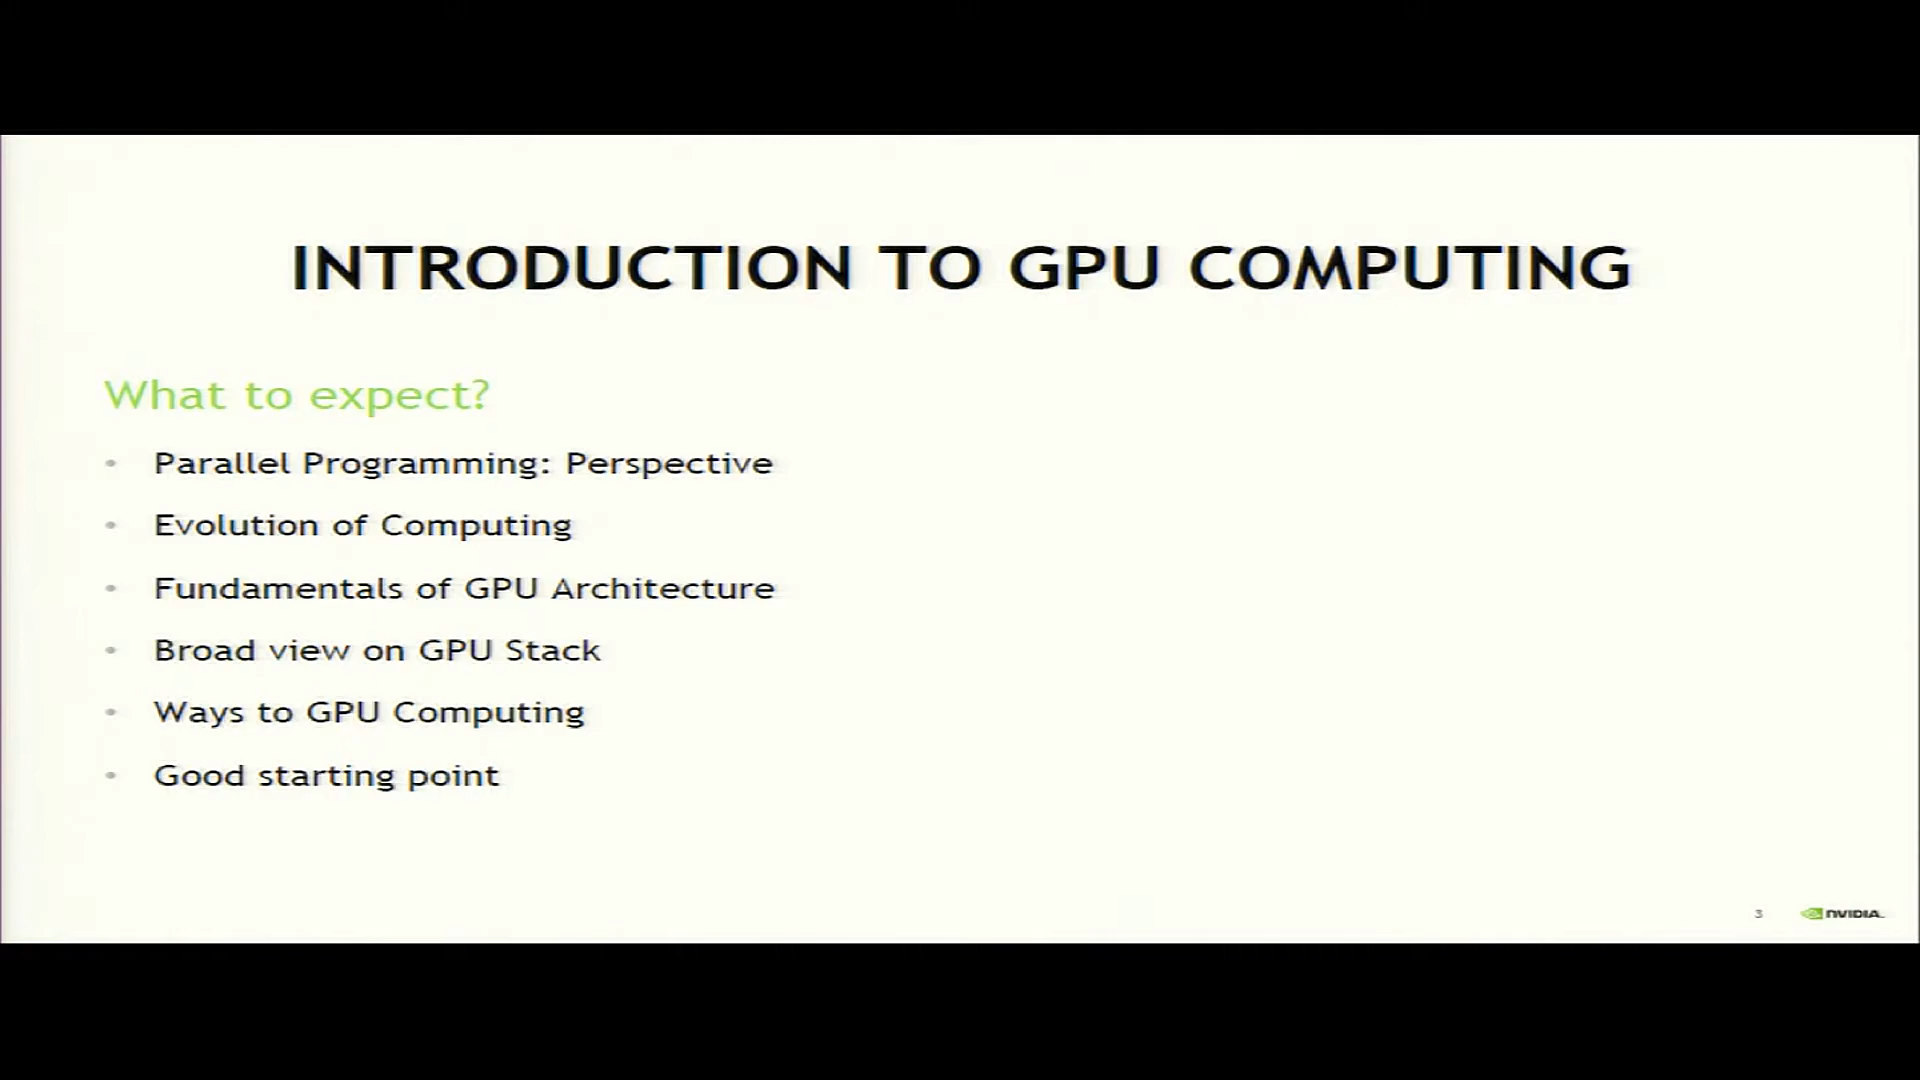 INTRODUCTION TO GPU COMPUTING
What to expect?
• Parallel Programming: Perspective
• Evolution of Computing
• Fundamentals of GPU Architecture
• Broad view on GPU Stack
• Ways to GPU Computing
• Good starting point
3 NVIDIA.